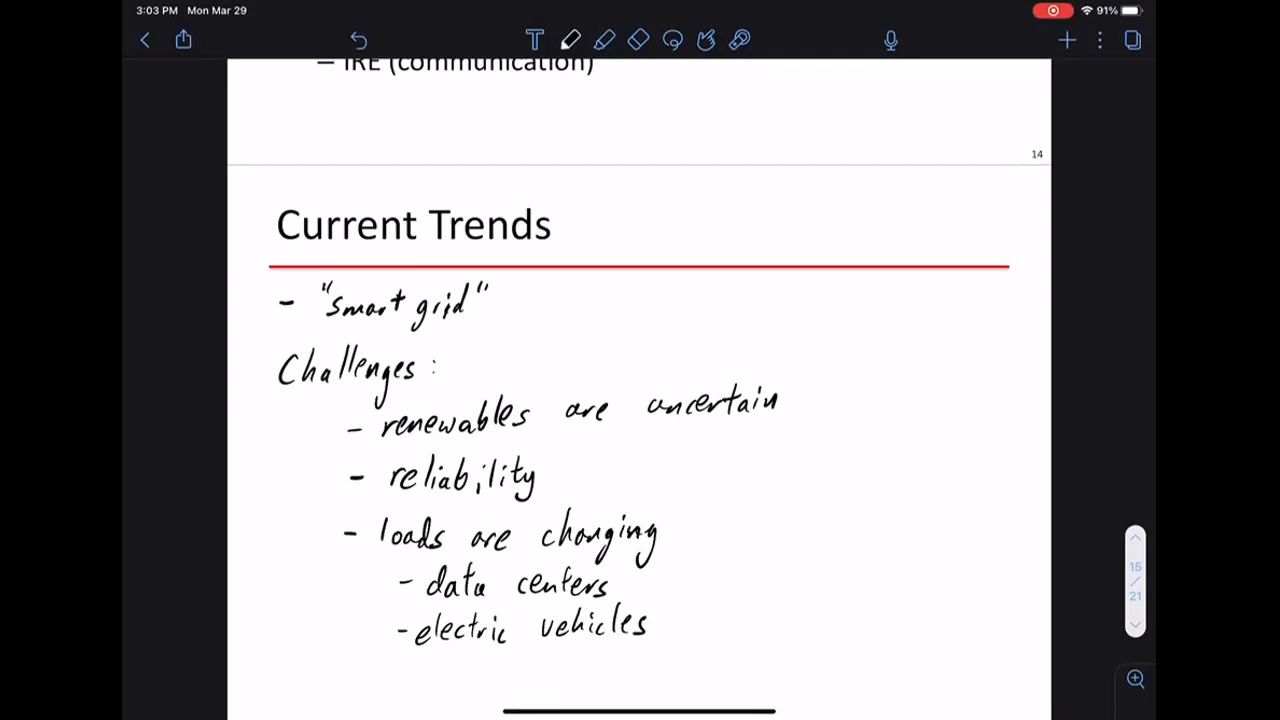 3:03 PM Mon Mar 29
91%
– IRE (communication)
14
Current Trends
- "smart grid"
Challenges:
- renewables are uncertain
- reliability
- loads are changing
- data centers
- electric vehicles
15
/
21